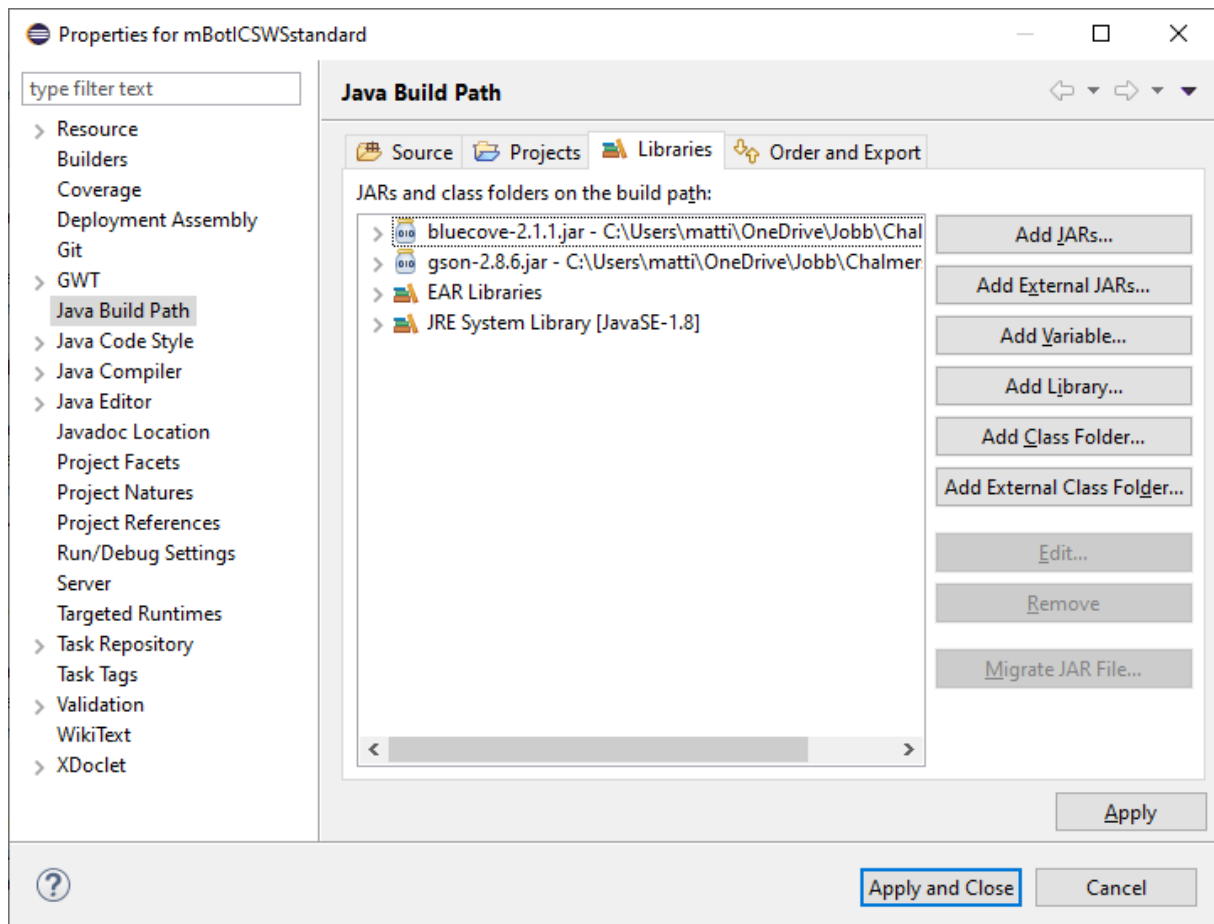 Properties for mBotICSWSstandard
type filter text
Resource
Builders
Coverage
Deployment Assembly
Git
GWT
Java Build Path
Java Code Style
Java Compiler
Java Editor
Javadoc Location
Project Facets
Project Natures
Project References
Run/Debug Settings
Server
Targeted Runtimes
Task Repository
Task Tags
Validation
WikiText
XDoclet
Java Build Path
Source Projects Libraries Order and Export
JARs and class folders on the build path:
bluecove-2.1.1.jar - C:\Users\matti\OneDrive\Jobb\Chal
gson-2.8.6.jar - C:\Users\matti\OneDrive\Jobb\Chalmer
EAR Libraries
JRE System Library [JavaSE-1.8]
Add JARs...
Add External JARs...
Add Variable...
Add Library...
Add Class Folder...
Add External Class Folder...
Edit...
Remove
Migrate JAR File...
Apply
Apply and Close Cancel